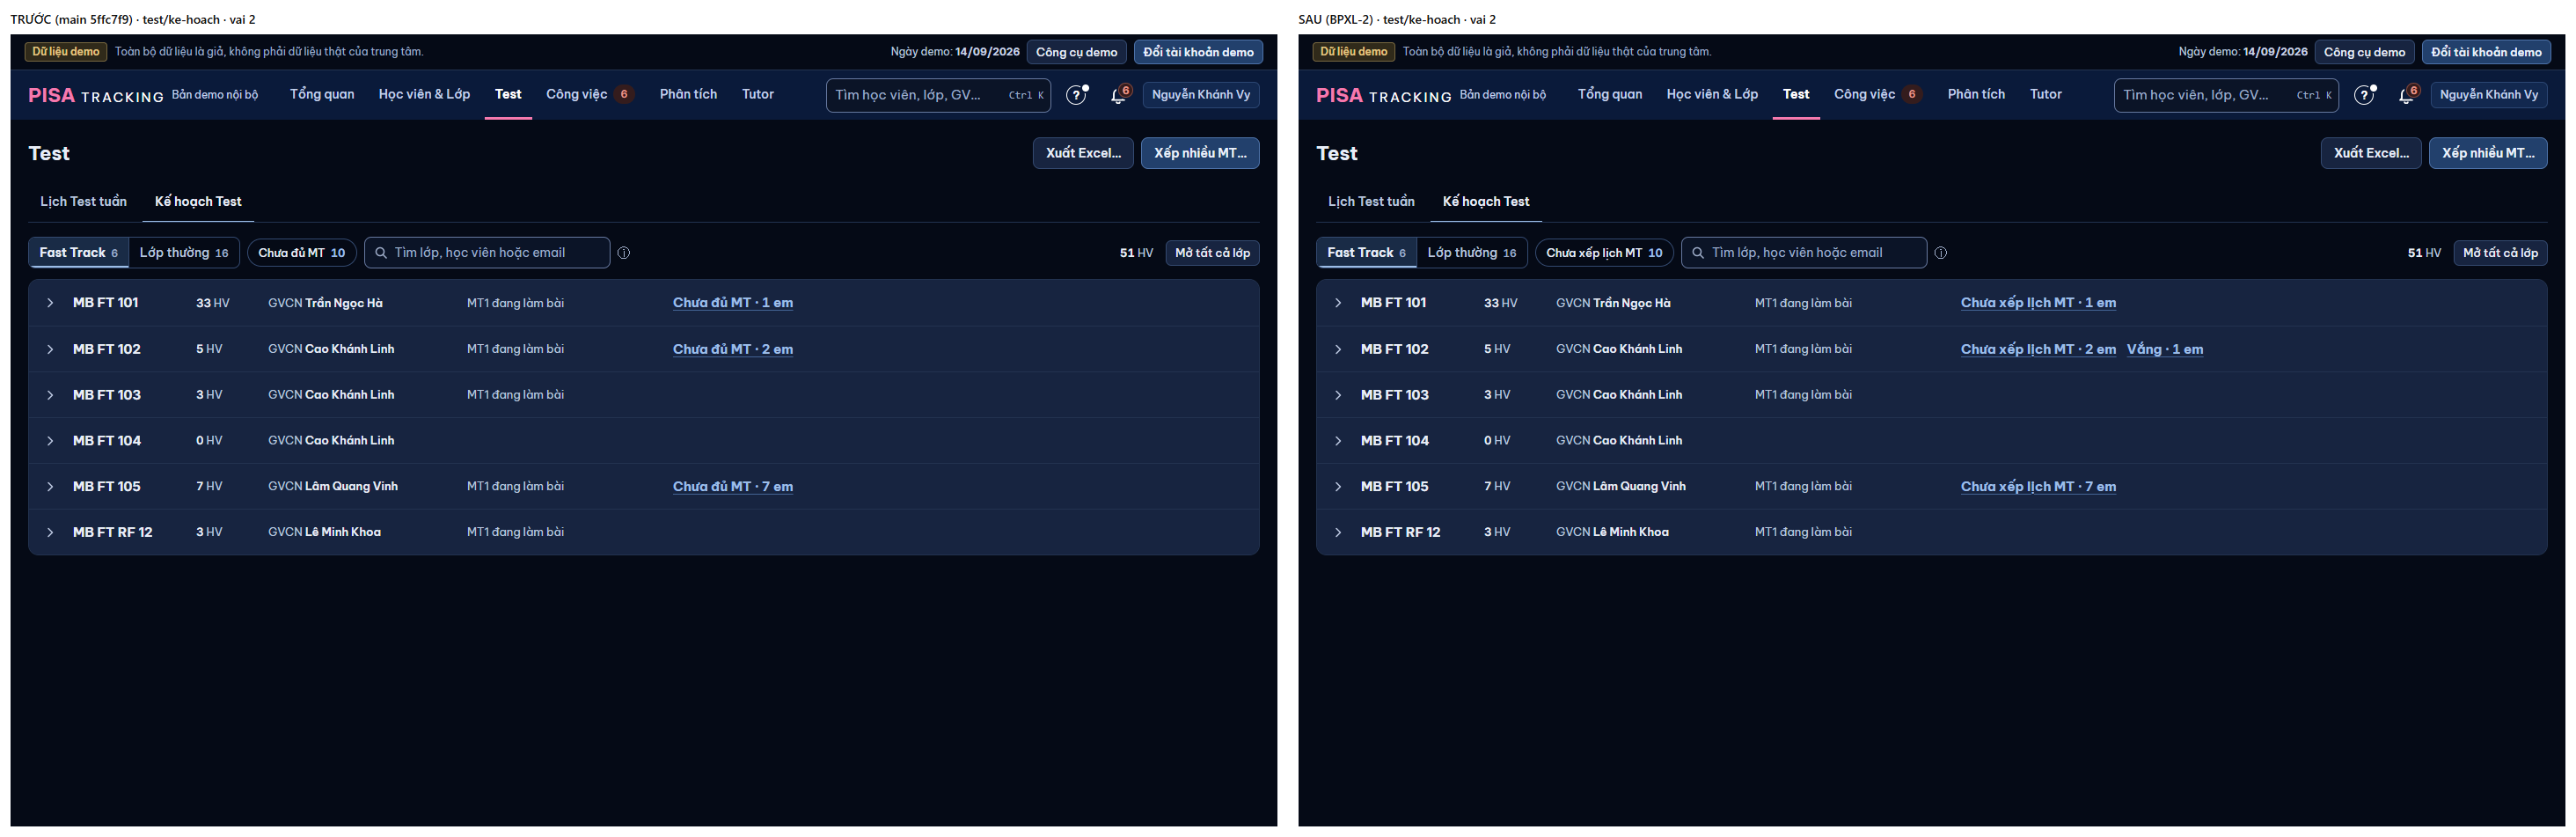 TRƯỚC (main 5ffc7f9) · test/ke-hoach · vai 2
Dữ liệu demo Toàn bộ dữ liệu là giả, không phải dữ liệu thật của trung tâm. Ngày demo: 14/09/2026 Công cụ demo Đổi tài khoản demo
PISA TRACKING Bản demo nội bộ Tổng quan Học viên & Lớp Test Công việc 6 Phân tích Tutor Tìm học viên, lớp, GV... Ctrl K ? 6 Nguyễn Khánh Vy
Test Xuất Excel... Xếp nhiều MT...
Lịch Test tuần Kế hoạch Test
Fast Track 6 Lớp thường 16 Chưa đủ MT 10 Tìm lớp, học viên hoặc email 51 HV Mở tất cả lớp
MB FT 101 33 HV GVCN Trần Ngọc Hà MT1 đang làm bài Chưa đủ MT · 1 em
MB FT 102 5 HV GVCN Cao Khánh Linh MT1 đang làm bài Chưa đủ MT · 2 em
MB FT 103 3 HV GVCN Cao Khánh Linh MT1 đang làm bài
MB FT 104 0 HV GVCN Cao Khánh Linh
MB FT 105 7 HV GVCN Lâm Quang Vinh MT1 đang làm bài Chưa đủ MT · 7 em
MB FT RF 12 3 HV GVCN Lê Minh Khoa MT1 đang làm bài
SAU (BPXL-2) · test/ke-hoach · vai 2
Dữ liệu demo Toàn bộ dữ liệu là giả, không phải dữ liệu thật của trung tâm. Ngày demo: 14/09/2026 Công cụ demo Đổi tài khoản demo
PISA TRACKING Bản demo nội bộ Tổng quan Học viên & Lớp Test Công việc 6 Phân tích Tutor Tìm học viên, lớp, GV... Ctrl K ? 6 Nguyễn Khánh Vy
Test Xuất Excel... Xếp nhiều MT...
Lịch Test tuần Kế hoạch Test
Fast Track 6 Lớp thường 16 Chưa xếp lịch MT 10 Tìm lớp, học viên hoặc email 51 HV Mở tất cả lớp
MB FT 101 33 HV GVCN Trần Ngọc Hà MT1 đang làm bài Chưa xếp lịch MT · 1 em
MB FT 102 5 HV GVCN Cao Khánh Linh MT1 đang làm bài Chưa xếp lịch MT · 2 em Vắng · 1 em
MB FT 103 3 HV GVCN Cao Khánh Linh MT1 đang làm bài
MB FT 104 0 HV GVCN Cao Khánh Linh
MB FT 105 7 HV GVCN Lâm Quang Vinh MT1 đang làm bài Chưa xếp lịch MT · 7 em
MB FT RF 12 3 HV GVCN Lê Minh Khoa MT1 đang làm bài